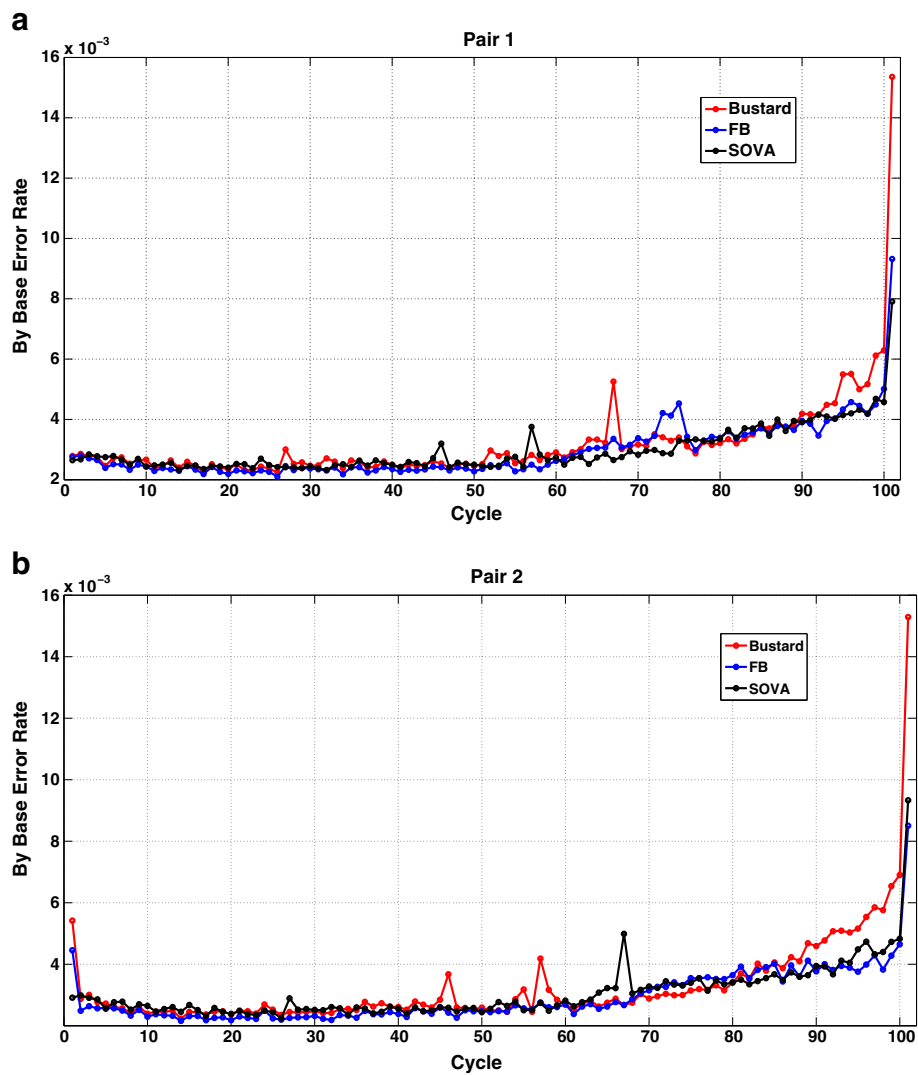 a
x 10⁻³
Pair 1
16
14
12
10
8
6
4
2
By Base Error Rate
Bustard
FB
SOVA
0 10 20 30 40 50 60 70 80 90 100
Cycle
b
x 10⁻³
Pair 2
16
14
12
10
8
6
4
By Base Error Rate
Bustard
FB
SOVA
0 10 20 30 40 50 60 70 80 90 100
Cycle